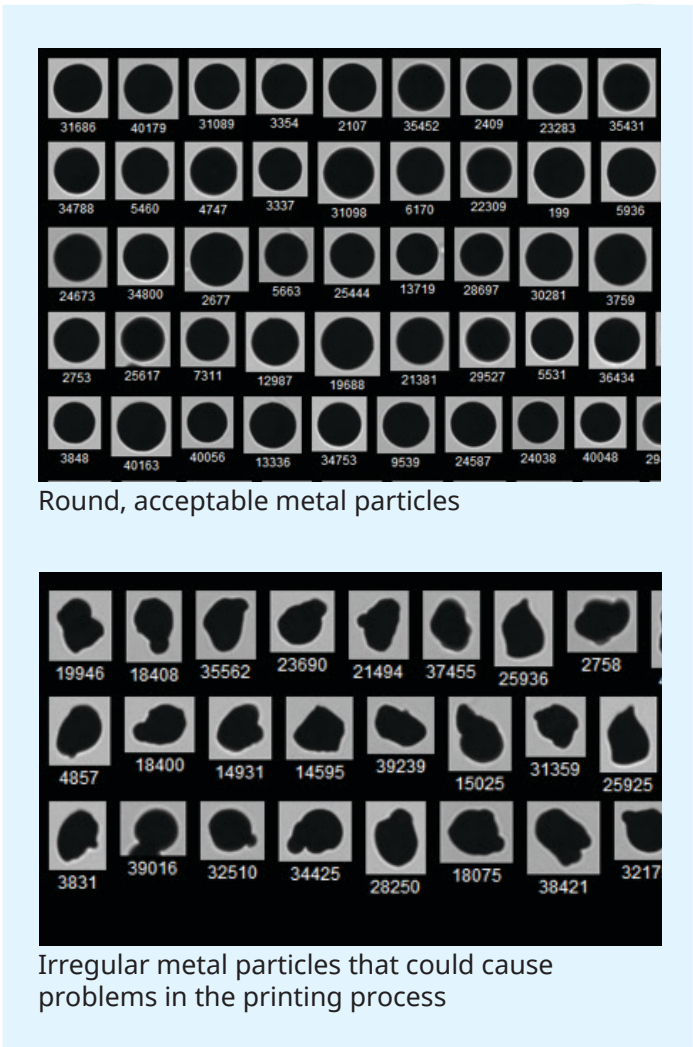 31686 40179 31089 3354 2107 35452 2409 23283 35431
34788 5460 4747 3337 31098 6170 22309 199 5936
24673 34800 2677 5663 25444 13719 28697 30281 3759
2753 25617 7311 12987 19688 21381 29527 5531 36434
3848 40163 40056 13336 34753 9539 24587 24038 40048
Round, acceptable metal particles
19946 18408 35562 23690 21494 37455 25936 2758
4857 18400 14931 14595 39239 15025 31359 25925
3831 39016 32510 34425 28250 18075 38421
Irregular metal particles that could cause
problems in the printing process